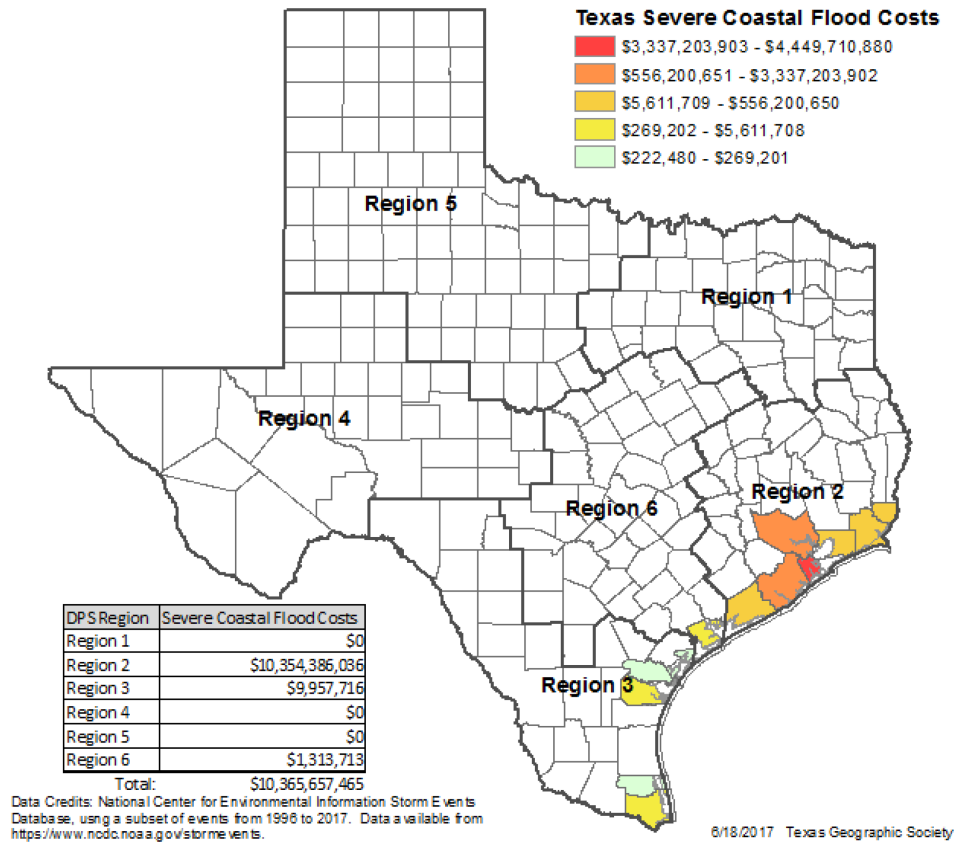 Texas Severe Coastal Flood Costs
$3,337,203,903 - $4,449,710,880
$556,200,651 - $3,337,203,902
$5,611,709 - $556,200,650
$269,202 - $5,611,708
$222,480 - $269,201
Region 5
Region 1
Region 4
Region 2
Region 6
Region 3
DPS Region Severe Coastal Flood Costs
Region 1 $0
Region 2 $10,354,386,036
Region 3 $9,957,716
Region 4 $0
Region 5 $0
Region 6 $1,313,713
Total: $10,365,657,465
Data Credits: National Center for Environmental Information Storm Events
Database, usng a subset of events from 1996 to 2017. Data available from
https://www.ncdc.noaa.gov/stormevents.
6/18/2017 Texas Geographic Society